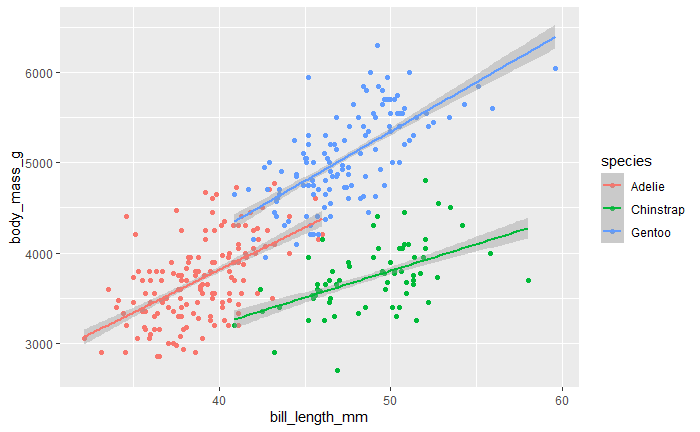 6000
5000
4000
3000
body_mass_g
40
50
60
bill_length_mm
species
Adelie
Chinstrap
Gentoo